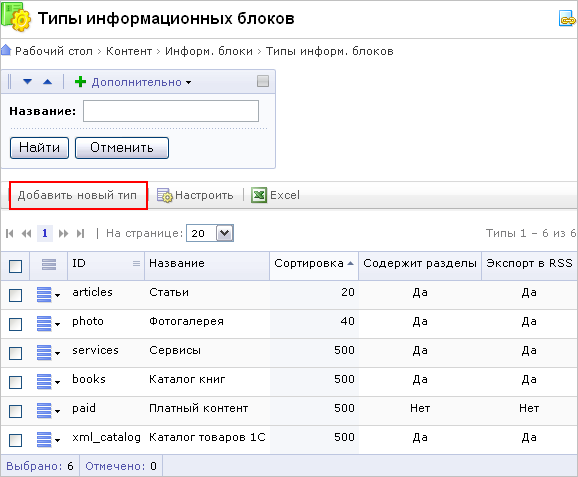 Типы информационных блоков
Рабочий стол › Контент › Информ. блоки › Типы информ. блоков
Дополнительно
Название:
Найти Отменить
Добавить новый тип Настроить Excel
1 | На странице: 20 Типы 1 – 6 из 6
ID Название Сортировка Содержит разделы Экспорт в RSS
articles Статьи 20 Да Да
photo Фотогалерея 40 Да Да
services Сервисы 500 Да Да
books Каталог книг 500 Да Да
paid Платный контент 500 Нет Нет
xml_catalog Каталог товаров 1С 500 Да Да
Выбрано: 6 Отмечено: 0